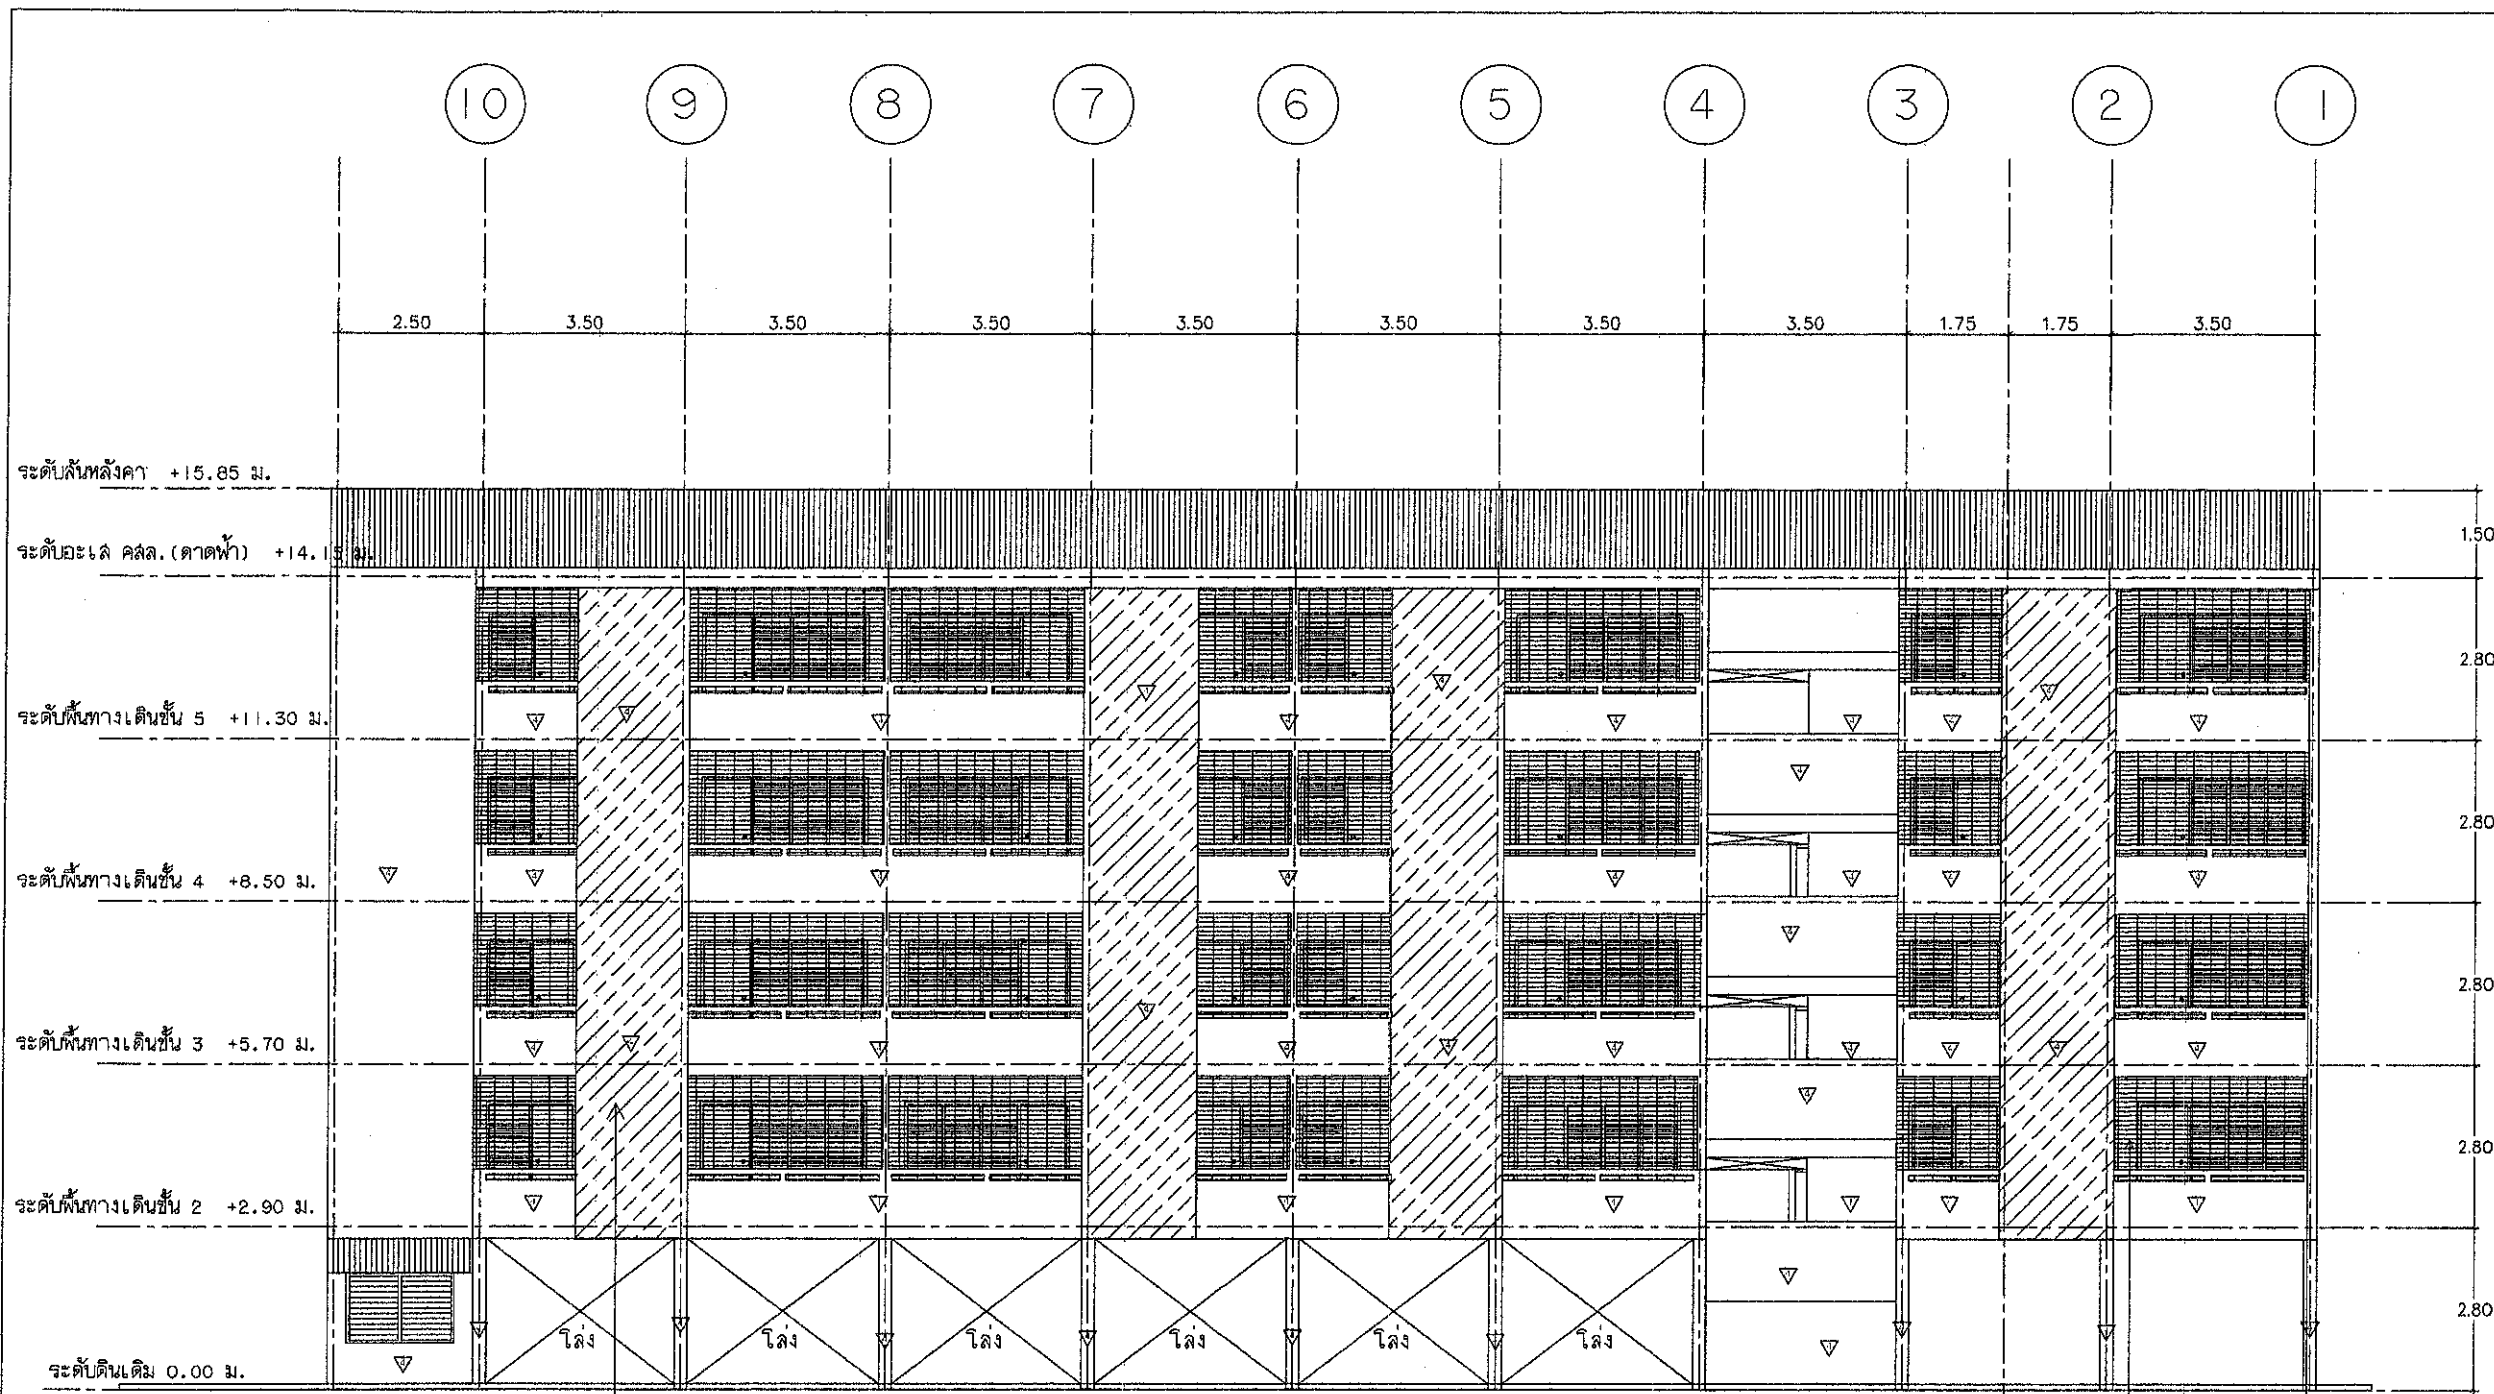 10 9 8 7 6 5 4 3 2 1
2.50 3.50 3.50 3.50 3.50 3.50 3.50 3.50 1.75 1.75 3.50
ระดับสันหลังคา +15.85 ม.
1.50
ระดับอะเส คสล.(ดาดฟ้า) +14.15 ม.
2.80
ระดับพื้นทางเดินชั้น 5 +11.30 ม.
2.80
ระดับพื้นทางเดินชั้น 4 +8.50 ม.
2.80
ระดับพื้นทางเดินชั้น 3 +5.70 ม.
2.80
ระดับพื้นทางเดินชั้น 2 +2.90 ม.
2.80
โล่ง โล่ง โล่ง โล่ง โล่ง โล่ง
ระดับดินเดิม 0.00 ม.